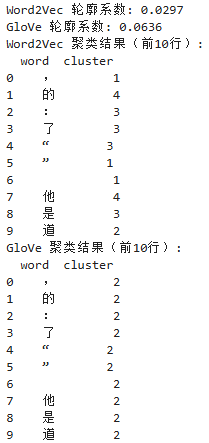 Word2Vec 轮廓系数: 0.0297
GloVe 轮廓系数: 0.0636
Word2Vec 聚类结果（前10行）:
word cluster
0 , 1
1 的 4
2 : 3
3 了 3
4 “ 3
5 ” 1
6 1
7 他 4
8 是 3
9 道 2
GloVe 聚类结果（前10行）:
word cluster
0 , 2
1 的 2
2 : 2
3 了 2
4 “ 2
5 ” 2
6 2
7 他 2
8 是 2
9 道 2